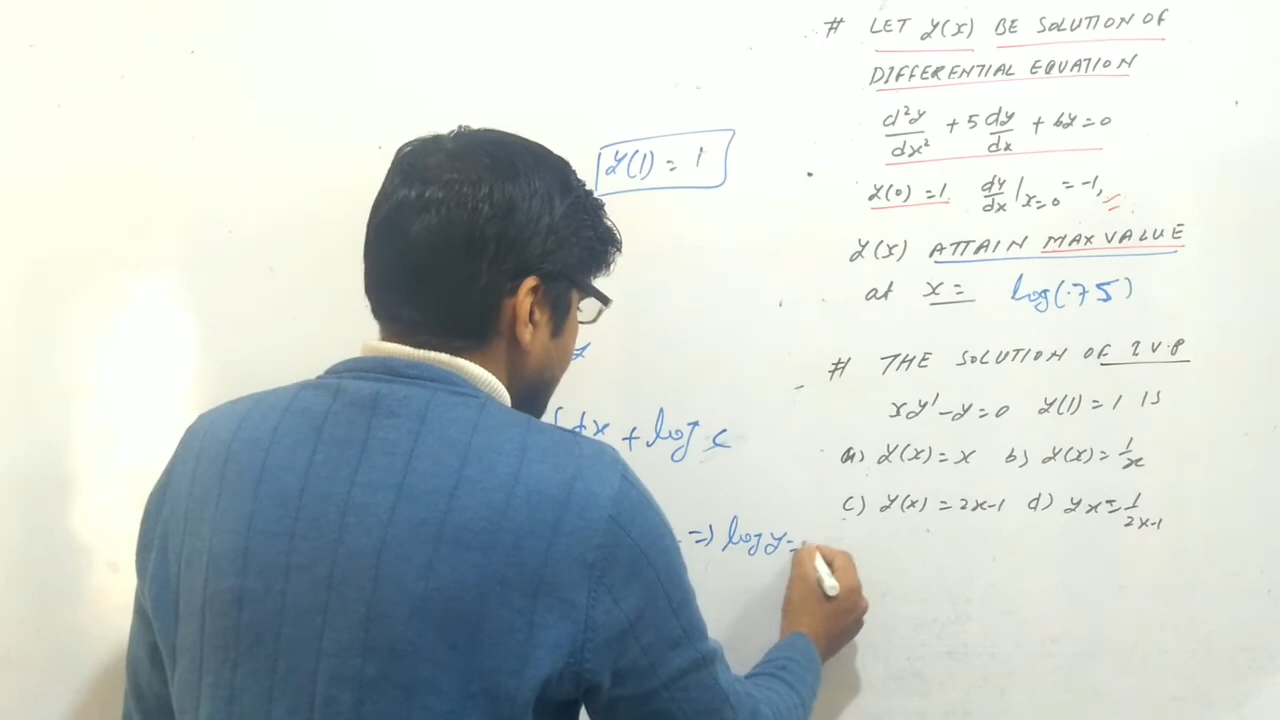 # LET y(x) BE SOLUTION OF
DIFFERENTIAL EQUATION
d²y/dx² + 5 dy/dx + 6y = 0
y(0) = 1 dy/dx |x=0 = -1,
y(x) ATTAIN MAX VALUE
at x = log(.75)
# THE SOLUTION OF I V.P
xy' - y = 0 y(1) = 1 IS
a) y(x) = x b) y(x) = 1/x
c) y(x) = 2x-1 d) yx = 1/2x-1
y(1) = 1
dx + log c
=> log y =